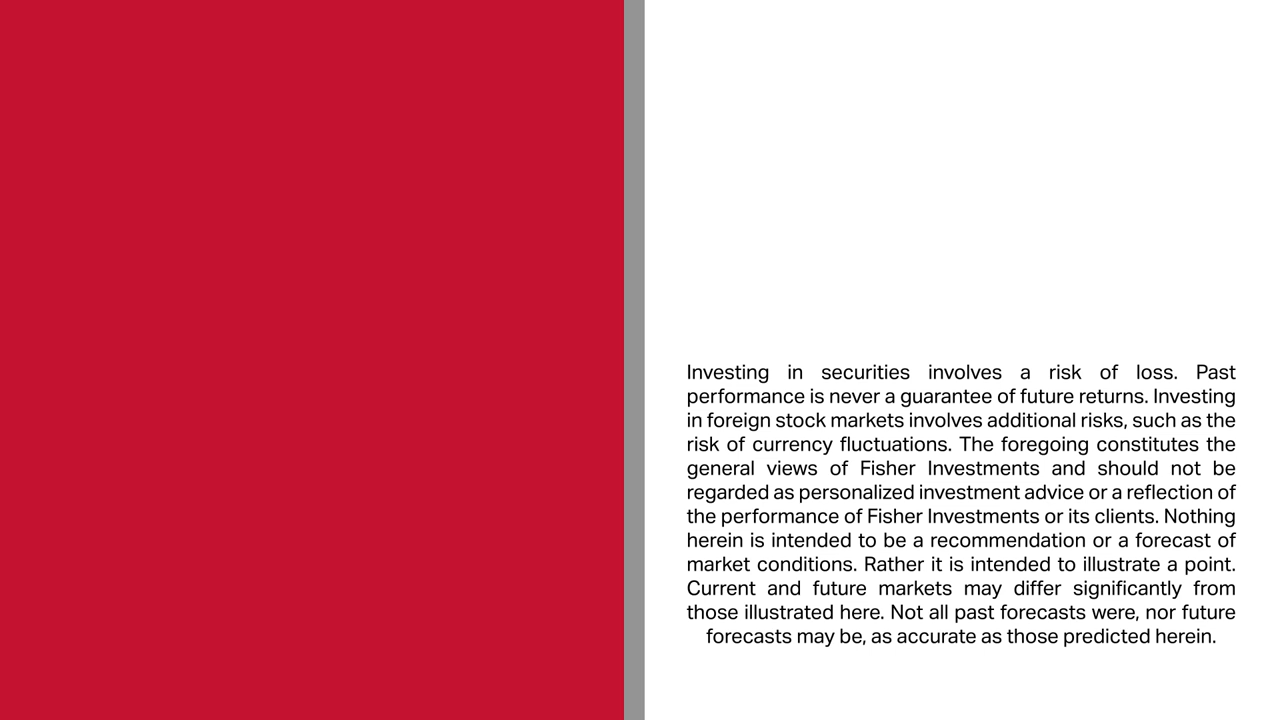 Investing in securities involves a risk of loss. Past
performance is never a guarantee of future returns. Investing
in foreign stock markets involves additional risks, such as the
risk of currency fluctuations. The foregoing constitutes the
general views of Fisher Investments and should not be
regarded as personalized investment advice or a reflection of
the performance of Fisher Investments or its clients. Nothing
herein is intended to be a recommendation or a forecast of
market conditions. Rather it is intended to illustrate a point.
Current and future markets may differ significantly from
those illustrated here. Not all past forecasts were, nor future
forecasts may be, as accurate as those predicted herein.